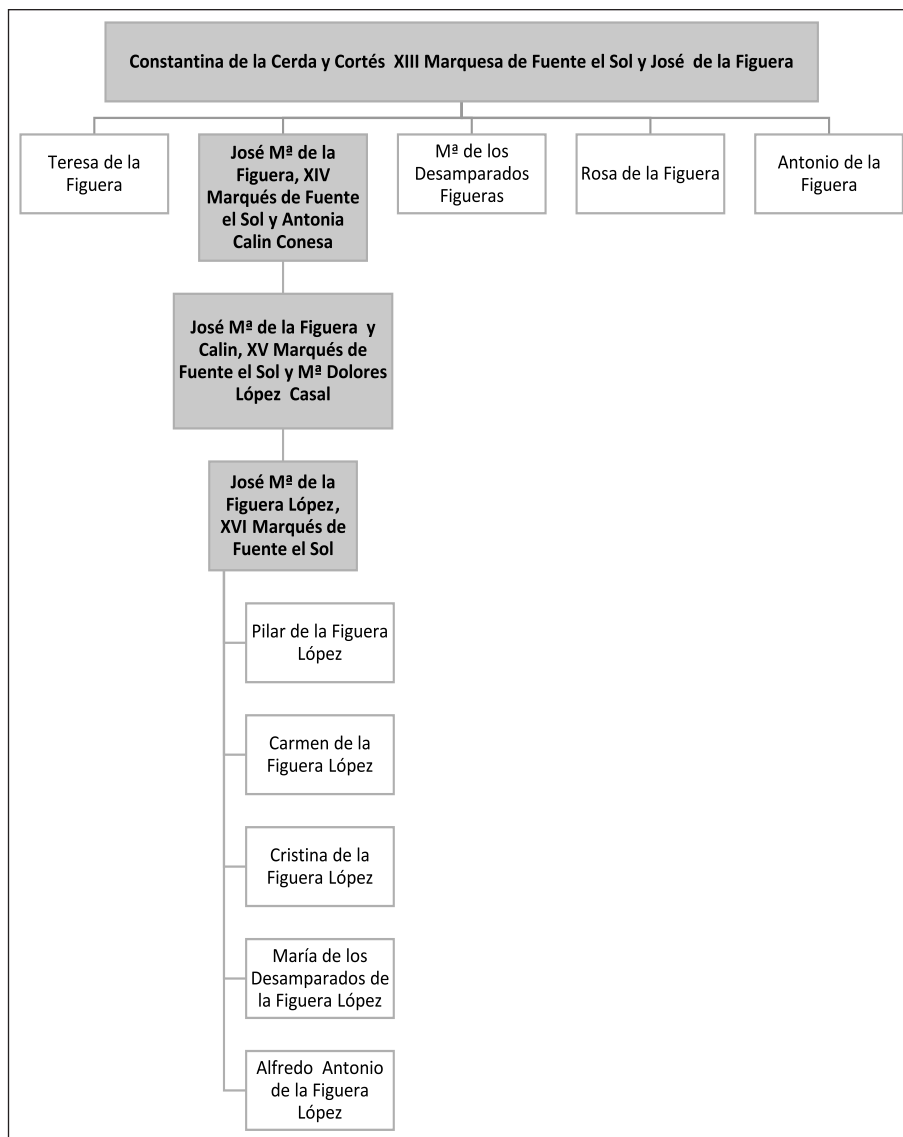 Constantina de la Cerda y Cortés XIII Marquesa de Fuente el Sol y José de la Figuera
Teresa de la
Figuera
José Mª de la
Figuera, XIV
Marqués de Fuente
el Sol y Antonia
Calin Conesa
Mª de los
Desamparados
Figueras
Rosa de la Figuera
Antonio de la
Figuera
José Mª de la Figuera y
Calin, XV Marqués de
Fuente el Sol y Mª Dolores
López Casal
José Mª de la
Figuera López,
XVI Marqués de
Fuente el Sol
Pilar de la Figuera
López
Carmen de la
Figuera López
Cristina de la
Figuera López
María de los
Desamparados de
la Figuera López
Alfredo Antonio
de la Figuera
López